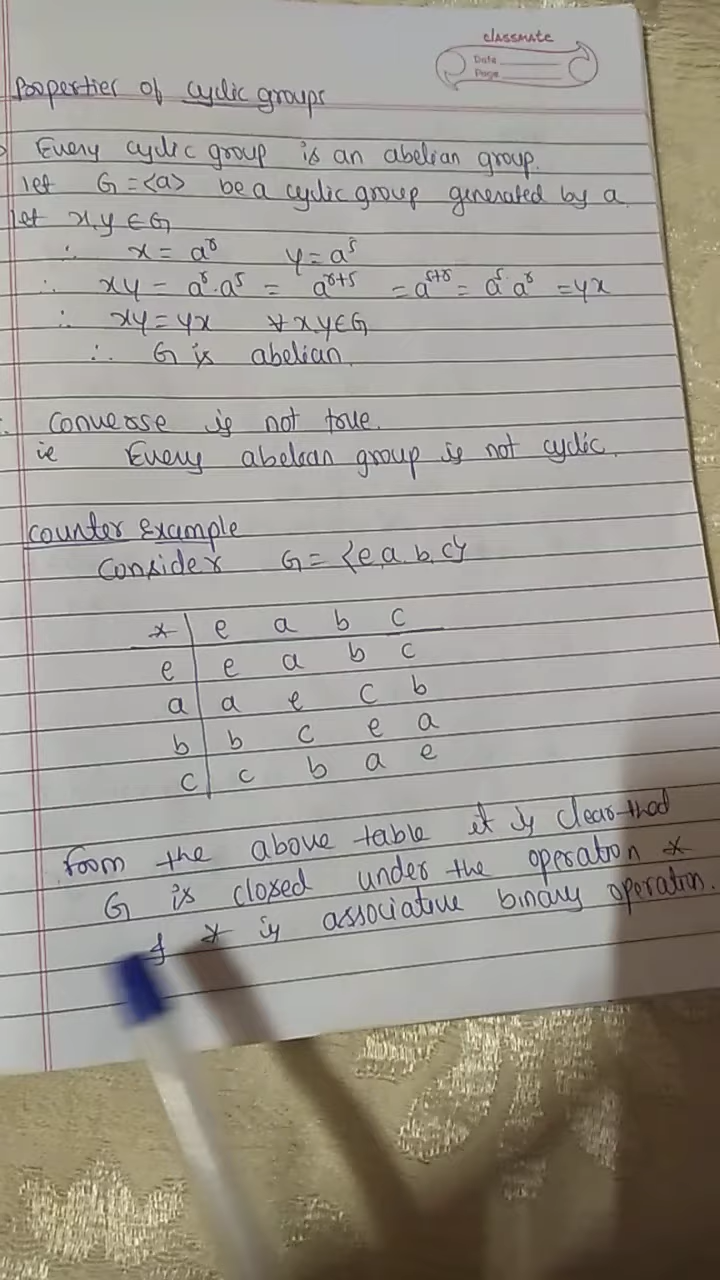 classmate
Date
Page
Properties of cyclic groups
Every cyclic group is an abelian group.
let G = <a> be a cyclic group generated by a
let x, y ∈ G
∴ x = a^r y = a^s
∴ xy = a^r . a^s = a^{r+s} = a^{s+r} = a^s . a^r = yx
∴ xy = yx ∀ x, y ∈ G
∴ G is abelian.
converse is not true.
ie Every abelian group is not cyclic.
Counter Example
Consider G = {e, a, b, c}
* e a b c
e e a b c
a a e c b
b b c e a
c c b a e
from the above table it is clear that
G is closed under the operation *
& * is associative binary operation.